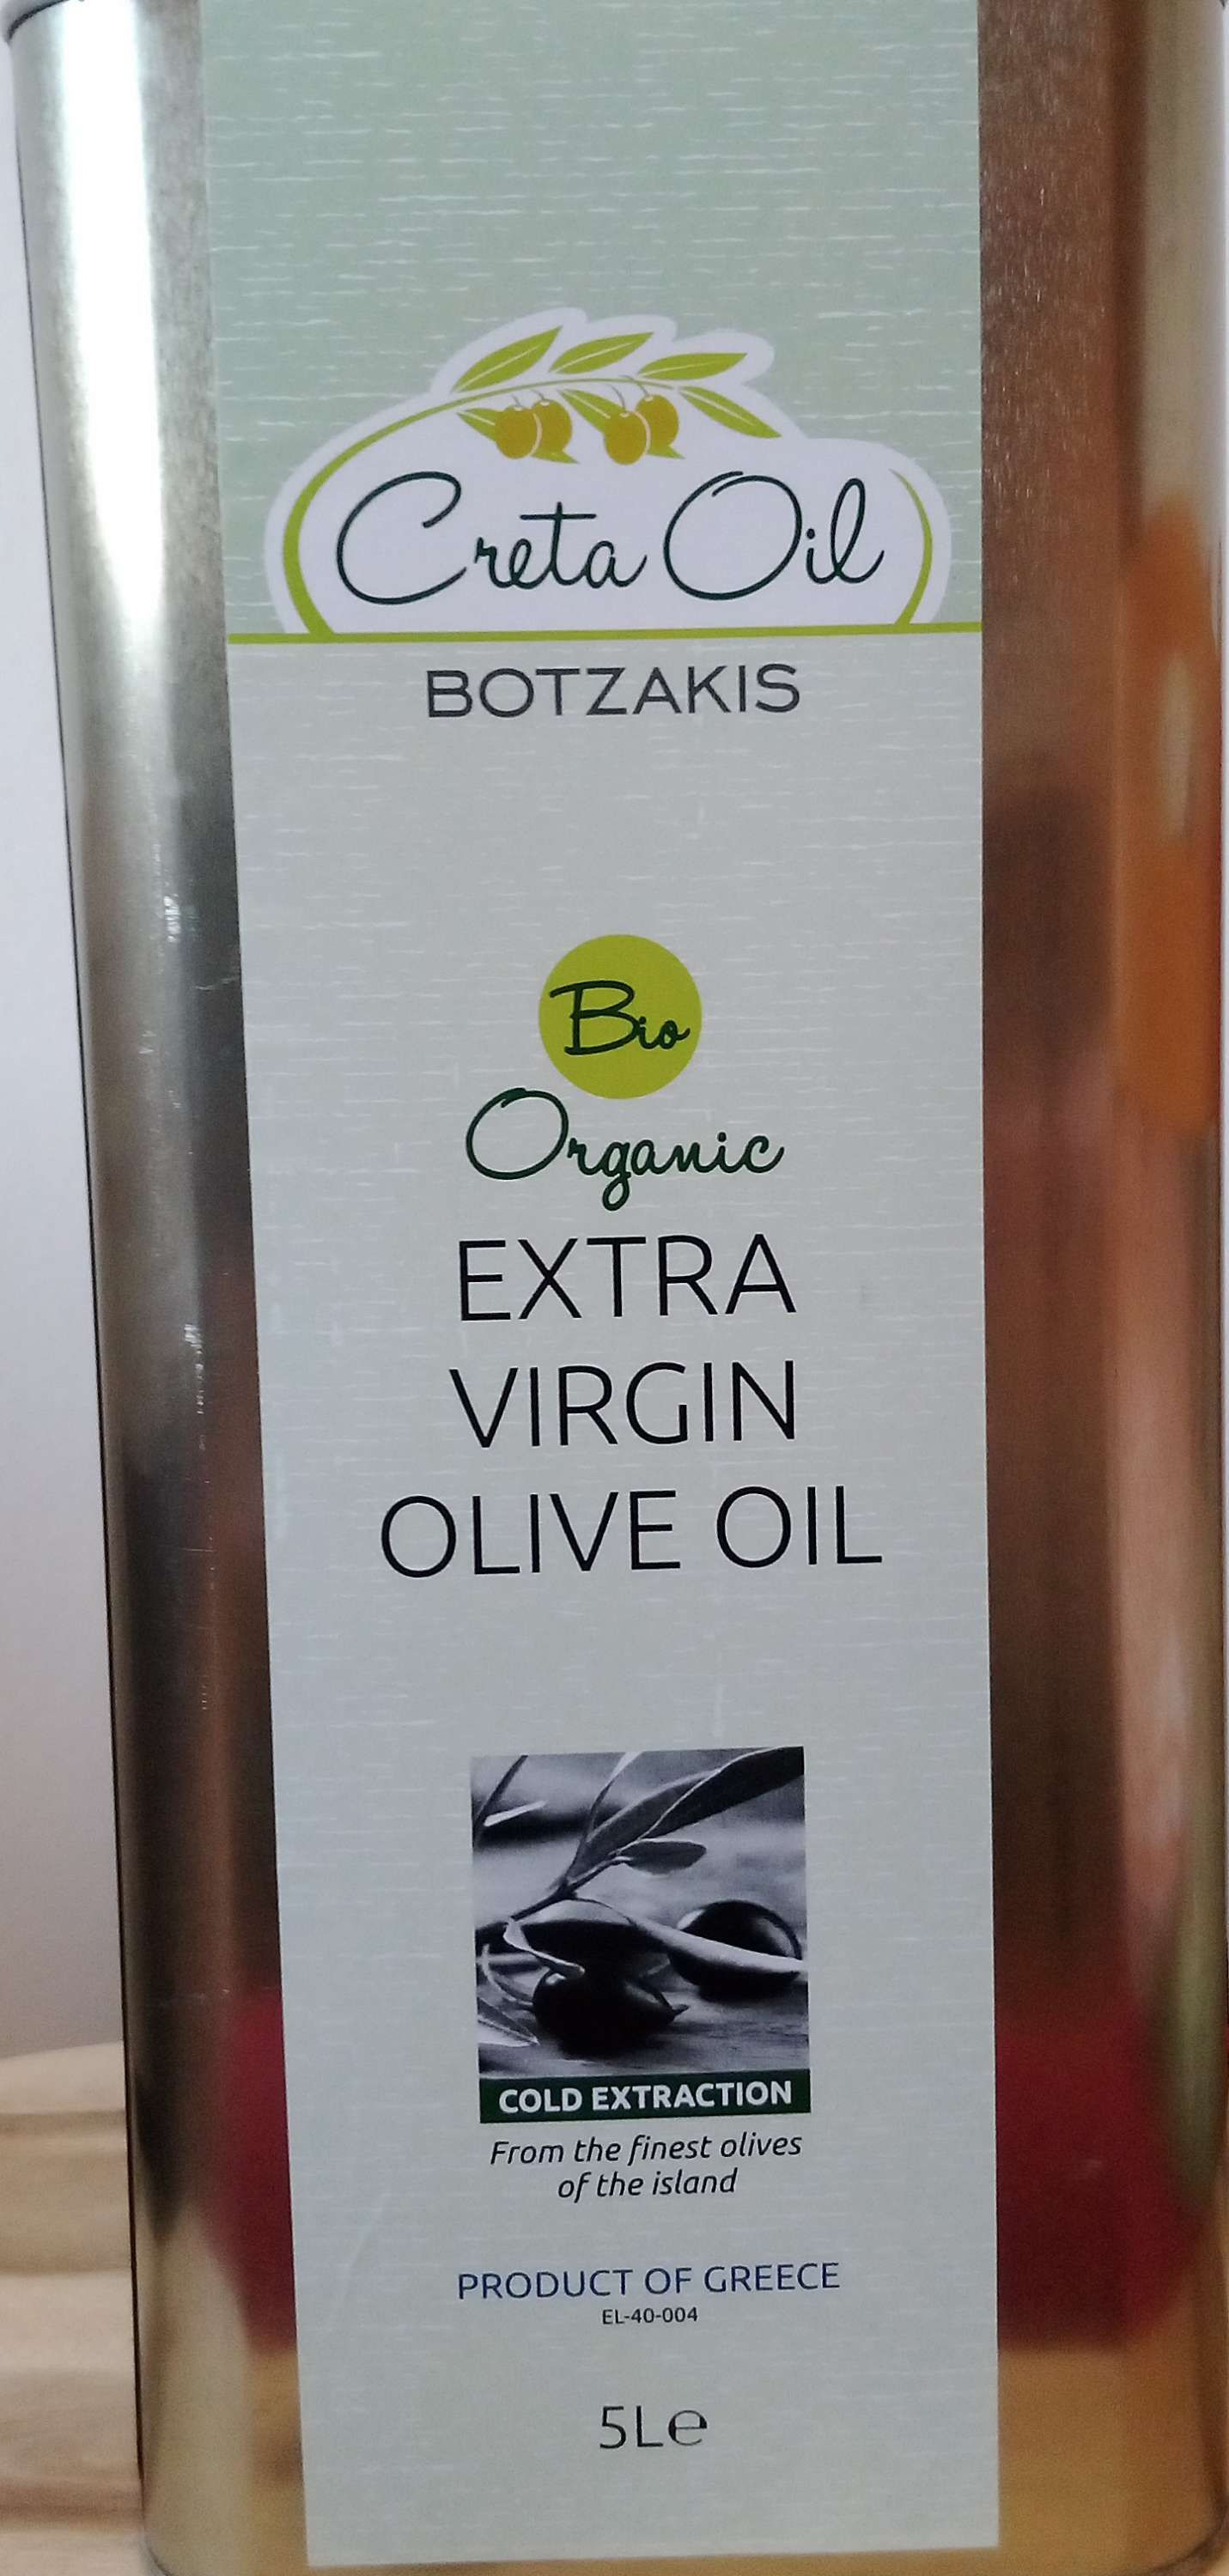 Creta Oil
BOTZAKIS
Bio
Organic
EXTRA
VIRGIN
OLIVE OIL
COLD EXTRACTION
From the finest olives
of the island
PRODUCT OF GREECE
EL-40-004
5L℮